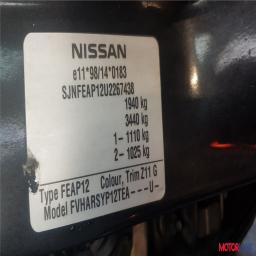 NISSAN
e11*98/14*0183
SJNFEAP12U2267438
1940 kg
3440 kg
1- 1110 kg
2- 1025 kg
Type FEAP12 Colour, Trim Z11 G
Model FVHARSYP12TEA - - - U -